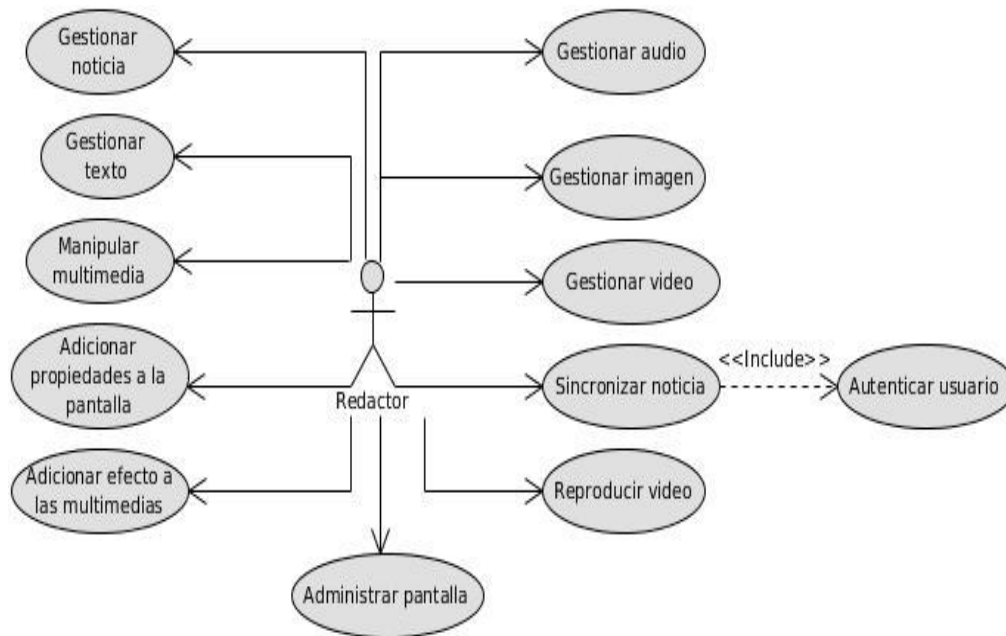 Gestionar
noticia
Gestionar audio
Gestionar
texto
Gestionar imagen
Manipular
multimedia
Gestionar video
Adicionar
propiedades a la
pantalla
Redactor
Sincronizar noticia
<<Include>>
Autenticar usuario
Adicionar efecto a
las multimedias
Reproducir video
Administrar pantalla